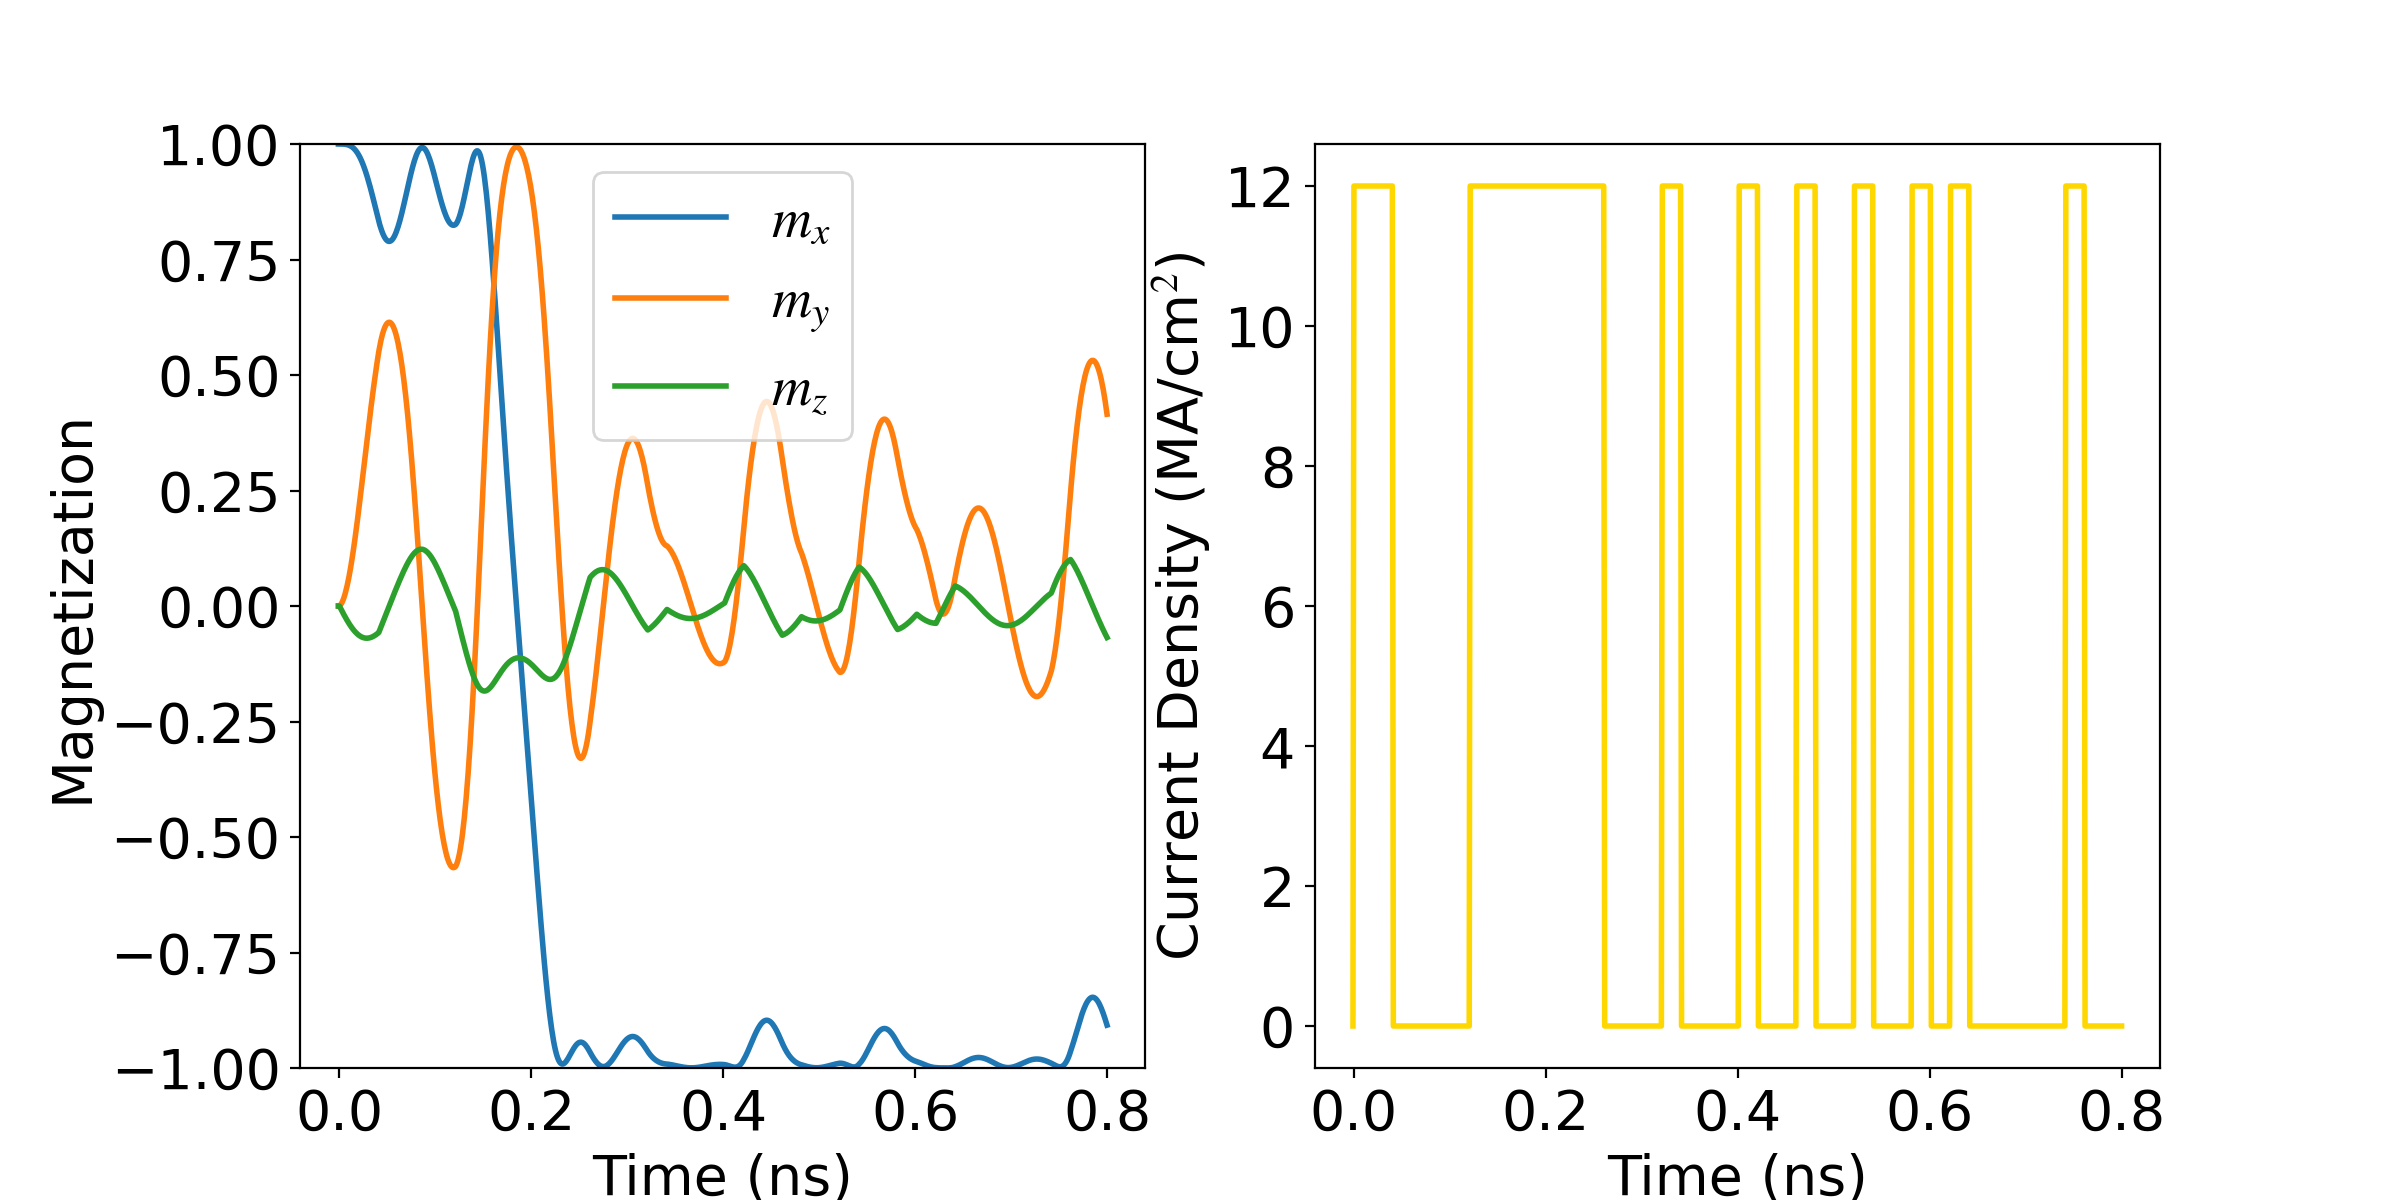 1.00
0.75
0.50
0.25
0.00
−0.25
−0.50
−0.75
−1.00
Magnetization
0.0 0.2 0.4 0.6 0.8
Time (ns)
m_x
m_y
m_z
12
10
8
6
4
2
0
Current Density (MA/cm²)
0.0 0.2 0.4 0.6 0.8
Time (ns)